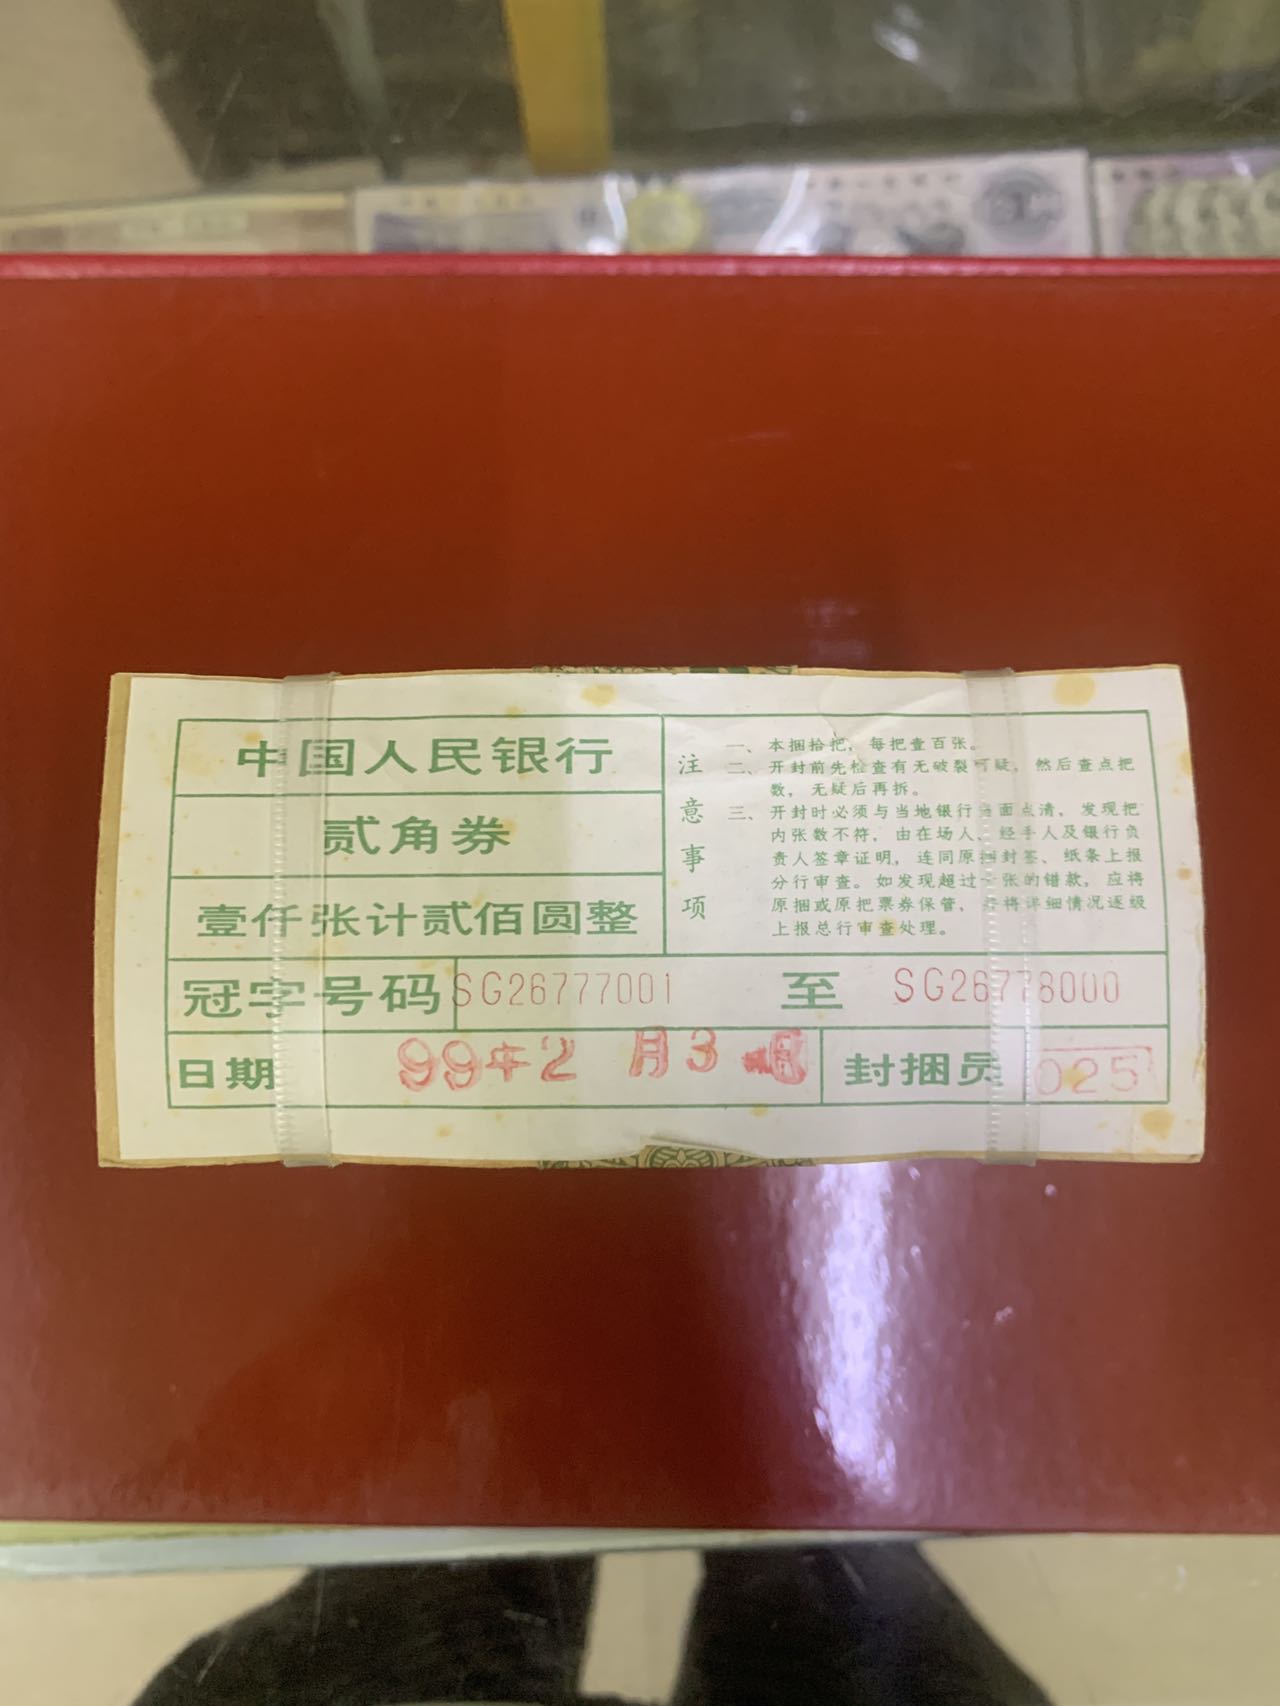 中国人民银行
贰角券
壹仟张计贰佰圆整
注意事项
一、本捆拾把，每把壹百张。
二、开封前先检查有无破裂可疑，然后查点把
数，无疑后再拆。
三、开封时必须与当地银行当面点清，发现把
内张数不符，由在场人、经手人及银行负
责人签章证明，连同原捆封签、纸条上报
分行审查。如发现超过一张的错款，应将
原捆或原把票券保管，并将详细情况逐级
上报总行审查处理。
冠字号码 SG26777001 至 SG26778000
日期 99年2月3日 封捆员 025